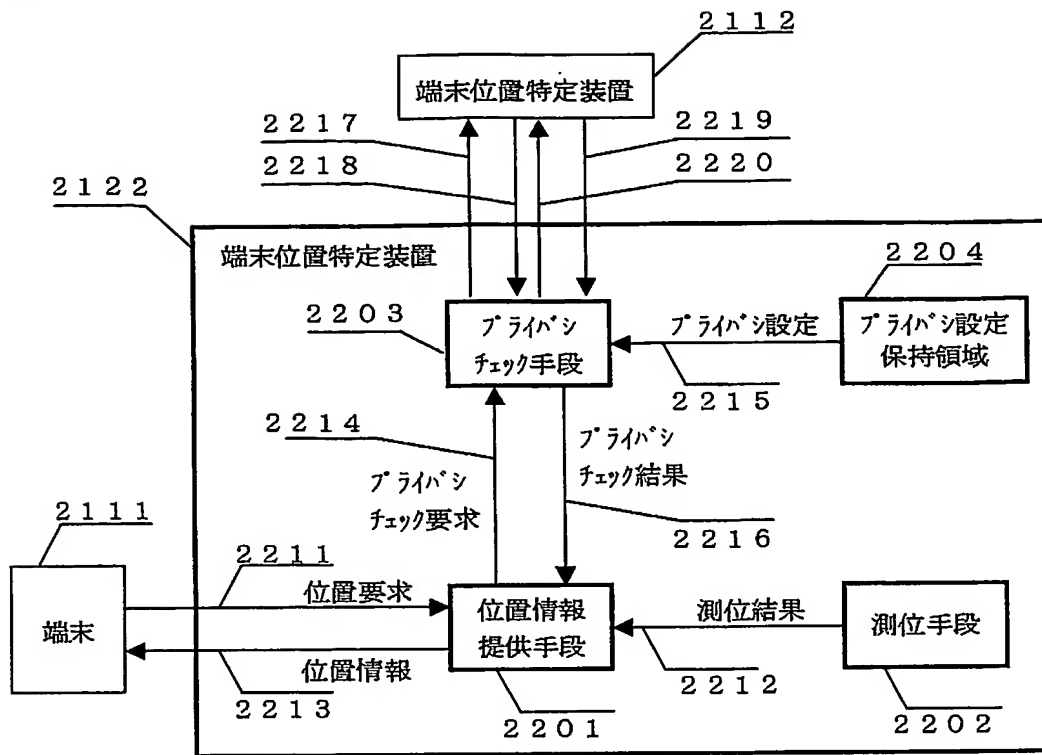 ２１１２
端末位置特定装置
２２１７
２２１９
２２１８
２２２０
２１２２
端末位置特定装置
２２０４
２２０３
ﾌﾟﾗｲﾊﾞｼ
ﾁｪｯｸ手段
ﾌﾟﾗｲﾊﾞｼ設定
ﾌﾟﾗｲﾊﾞｼ設定
保持領域
２２１５
２２１４
ﾌﾟﾗｲﾊﾞｼ
ﾁｪｯｸ結果
ﾌﾟﾗｲﾊﾞｼ
ﾁｪｯｸ要求
２１１１
２２１６
２２１１
位置要求
端末
位置情報
提供手段
測位結果
測位手段
位置情報
２２１３
２２１２
２２０１
２２０２